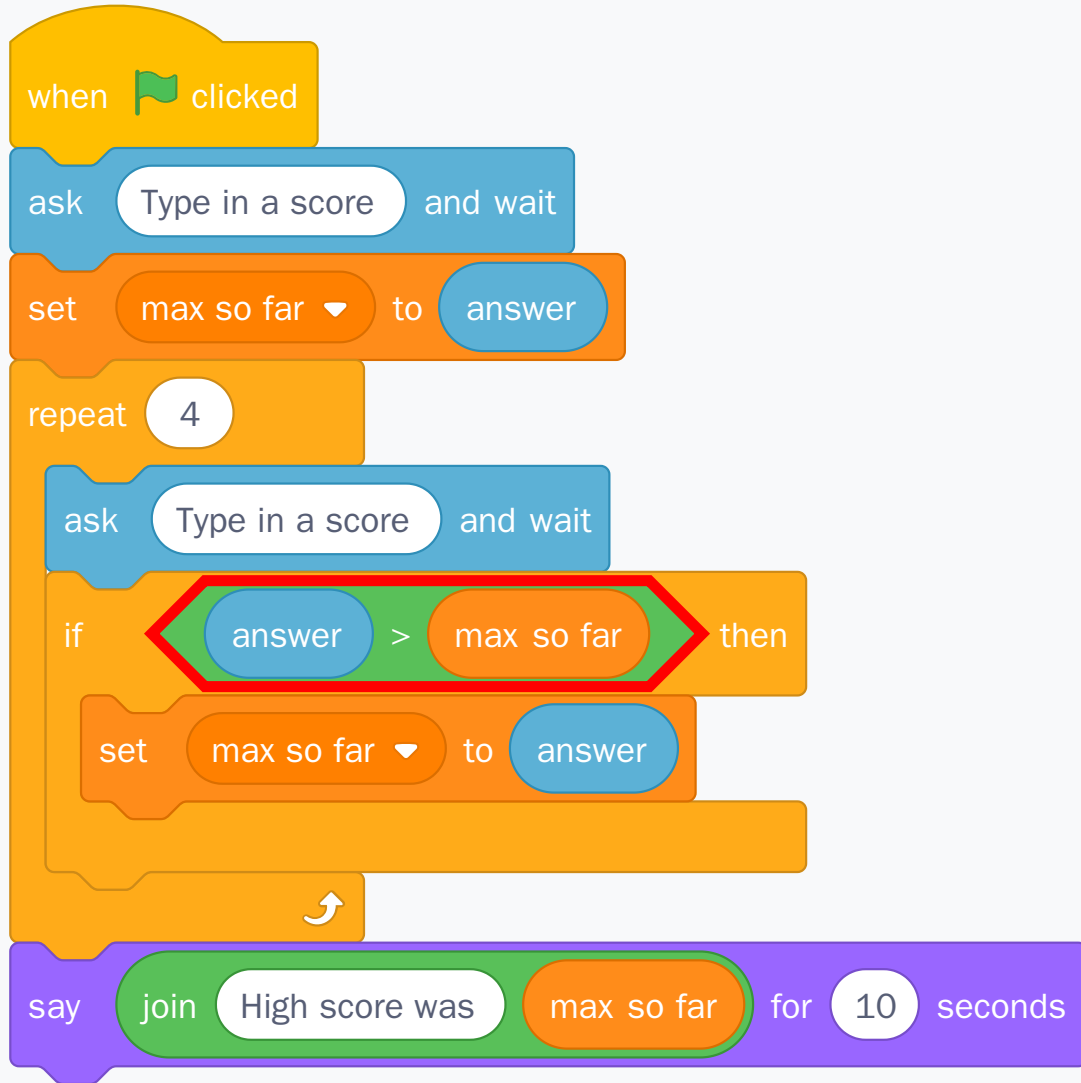 when clicked
ask Type in a score and wait
set max so far to answer
repeat 4
ask Type in a score and wait
if answer > max so far then
set max so far to answer
say join High score was max so far for 10 seconds